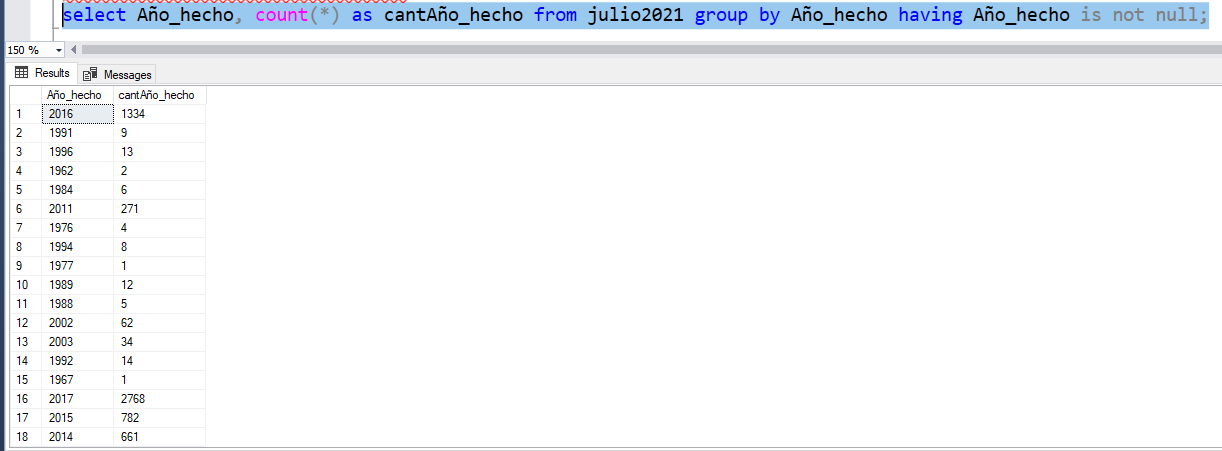 select Año_hecho, count(*) as cantAño_hecho from julio2021 group by Año_hecho having Año_hecho is not null;
150 %
Results Messages
Año_hecho cantAño_hecho
1 2016 1334
2 1991 9
3 1996 13
4 1962 2
5 1984 6
6 2011 271
7 1976 4
8 1994 8
9 1977 1
10 1989 12
11 1988 5
12 2002 62
13 2003 34
14 1992 14
15 1967 1
16 2017 2768
17 2015 782
18 2014 661